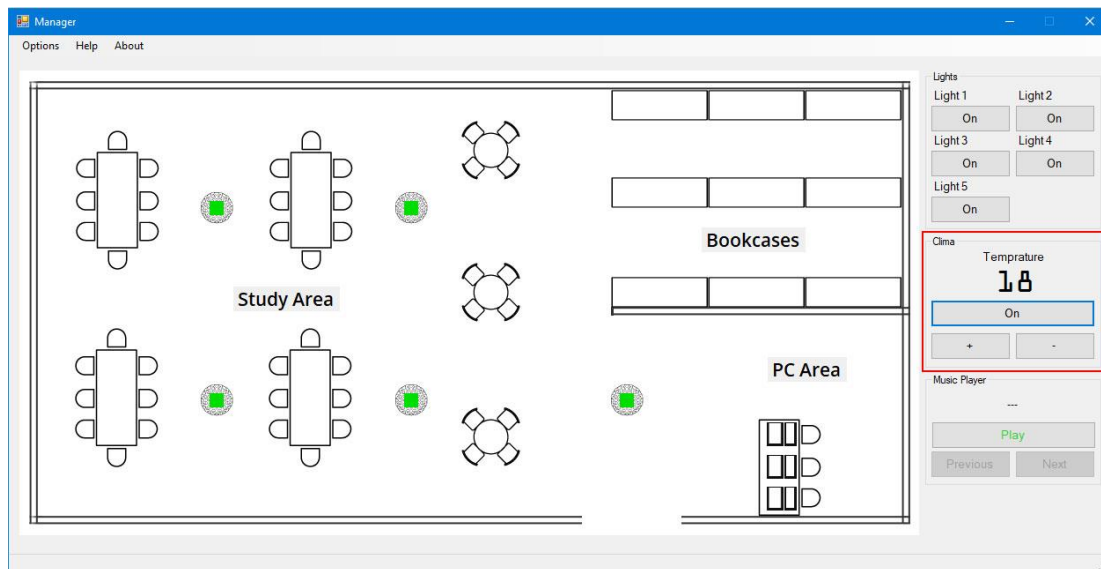 Manager
Options Help About
Study Area
Bookcases
PC Area
Lights
Light 1 Light 2
On On
Light 3 Light 4
On On
Light 5
On
Clima
Temprature
18
On
+ -
Music Player
---
Play
Previous Next